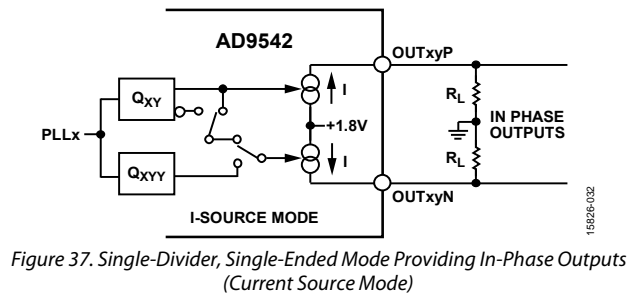 AD9542
OUTxyP
QXY
I
RL
PLLx
+1.8V
IN PHASE
OUTPUTS
QXYY
I
RL
OUTxyN
I-SOURCE MODE
15826-032
Figure 37. Single-Divider, Single-Ended Mode Providing In-Phase Outputs
(Current Source Mode)